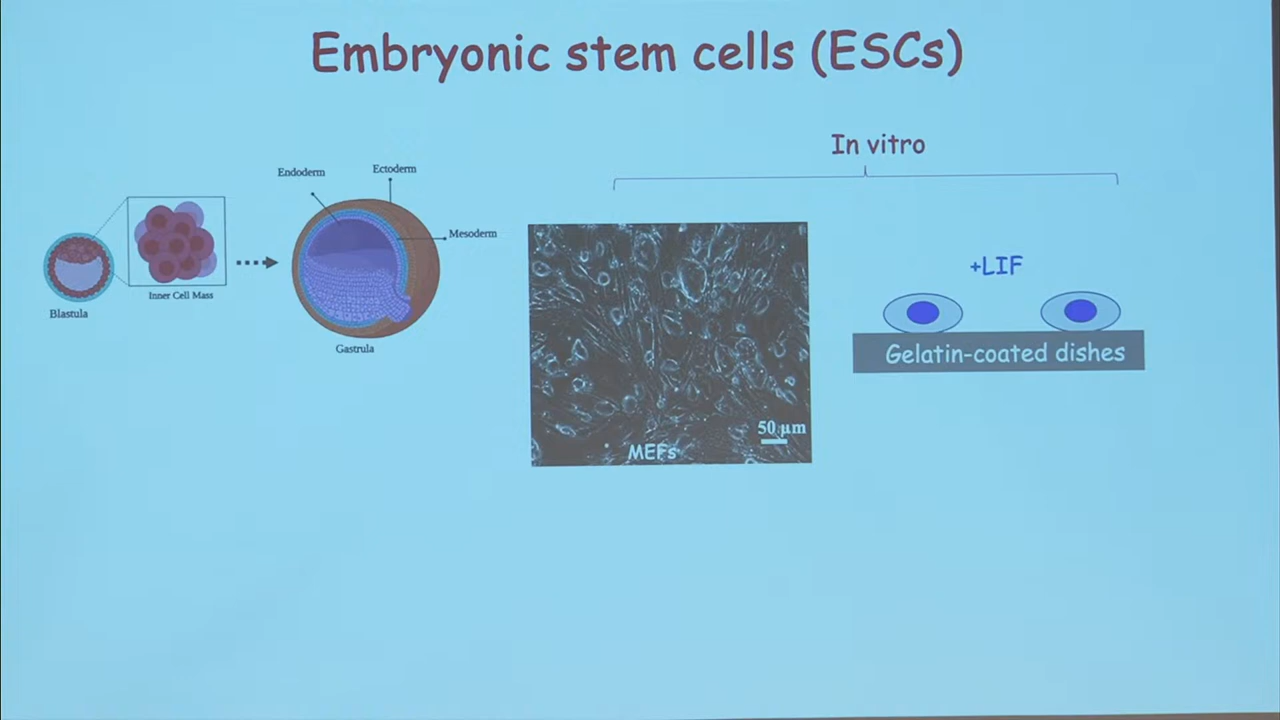 Embryonic stem cells (ESCs)
In vitro
Endoderm
Ectoderm
Mesoderm
Inner Cell Mass
Blastula
Gastrula
+LIF
Gelatin-coated dishes
50 µm
MEFs